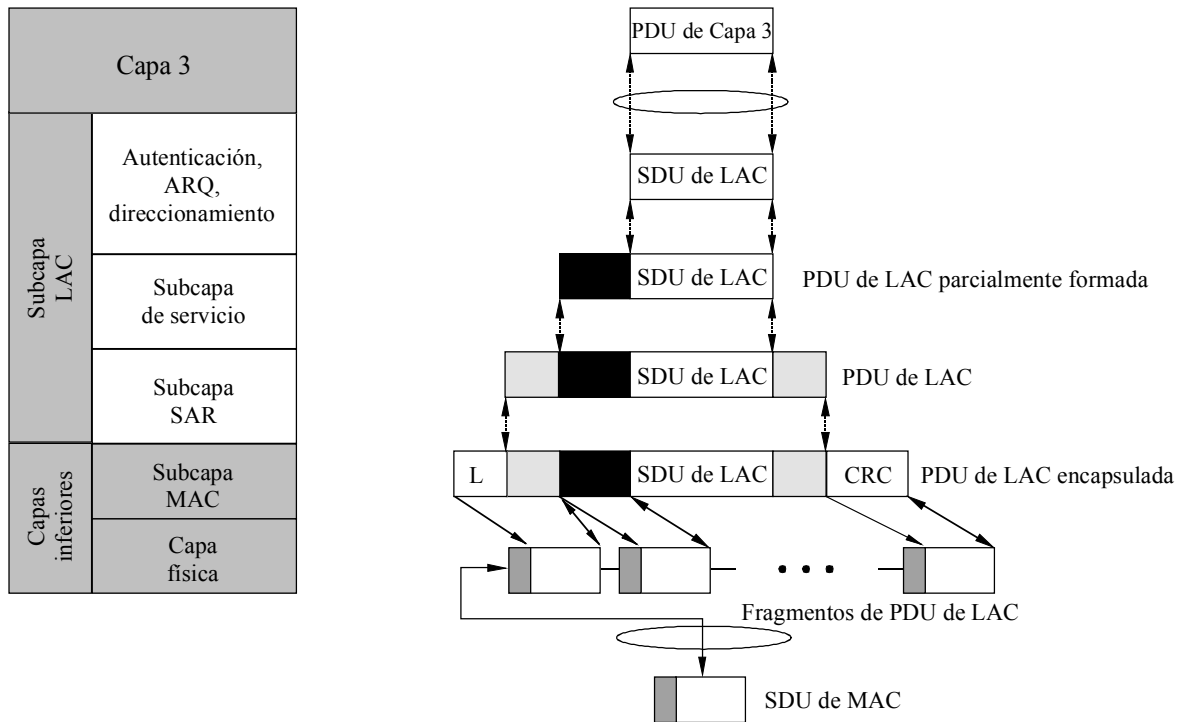 Capa 3
Subcapa
LAC
Autenticación,
ARQ,
direccionamiento
Subcapa
de servicio
Subcapa
SAR
Capas
inferiores
Subcapa
MAC
Capa
física
PDU de Capa 3
SDU de LAC
SDU de LAC
PDU de LAC parcialmente formada
SDU de LAC
PDU de LAC
L
SDU de LAC
CRC
PDU de LAC encapsulada
Fragmentos de PDU de LAC
SDU de MAC